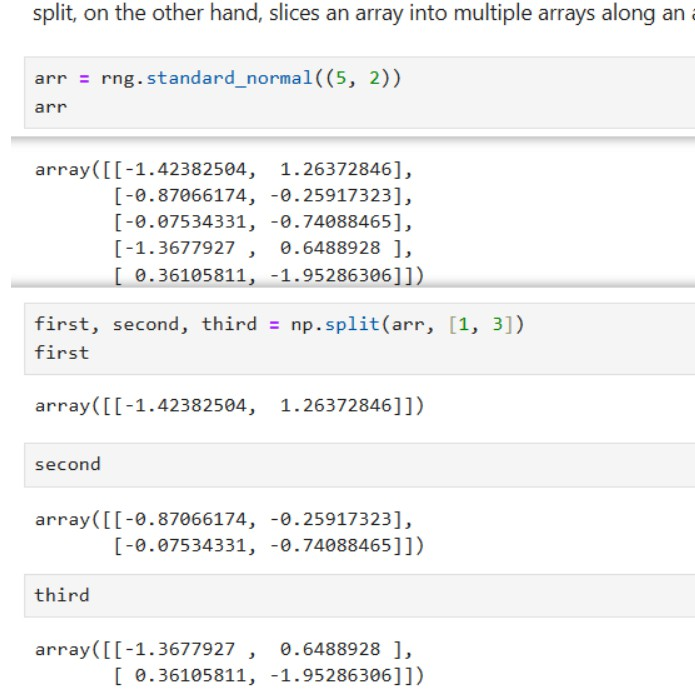 split, on the other hand, slices an array into multiple arrays along an
arr = rng.standard_normal((5, 2))
arr
array([[-1.42382504,  1.26372846],
       [-0.87066174, -0.25917323],
       [-0.07534331, -0.74088465],
       [-1.3677927 ,  0.6488928 ],
       [ 0.36105811, -1.95286306]])
first, second, third = np.split(arr, [1, 3])
first
array([[-1.42382504,  1.26372846]])
second
array([[-0.87066174, -0.25917323],
       [-0.07534331, -0.74088465]])
third
array([[-1.3677927 ,  0.6488928 ],
       [ 0.36105811, -1.95286306]])